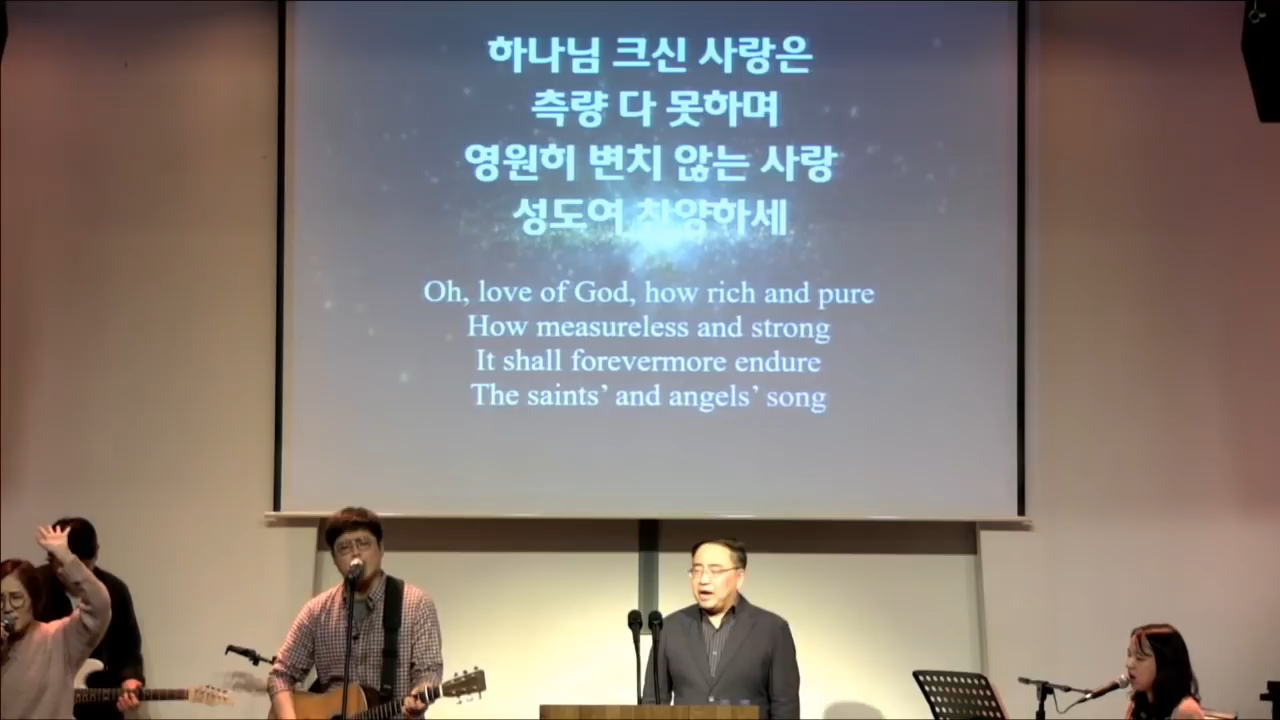 하나님 크신 사랑은
측량 다 못하며
영원히 변치 않는 사랑
성도여 찬양하세
Oh, love of God, how rich and pure
How measureless and strong
It shall forevermore endure
The saints’ and angels’ song